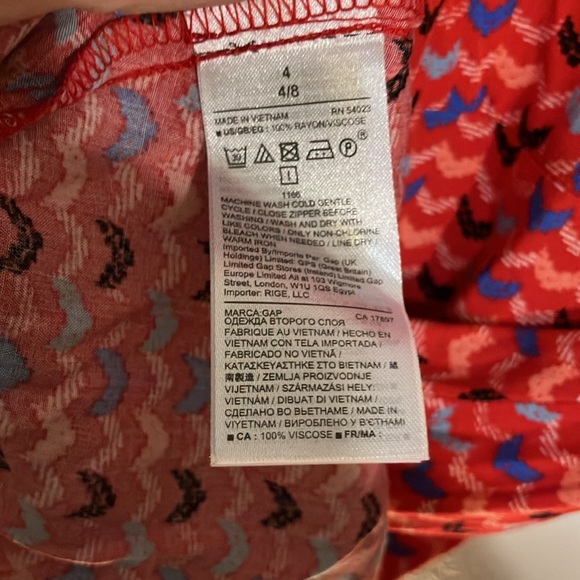 4
4/8
MADE IN VIETNAM RN 54023
■ US/GB/EG : 100% RAYON/VISCOSE
30 P
I
1166
MACHINE WASH COLD GENTLE
CYCLE / CLOSE ZIPPER BEFORE
WASHING / WASH AND DRY WITH
LIKE COLORS / ONLY NON-CHLORINE
BLEACH WHEN NEEDED / LINE DRY /
WARM IRON
Imported By/Importe Par: Gap (UK
Holdings) Limited: GPS (Great Britain)
Limited Gap Stores (Ireland) Limited Gap
Europe Limited All at 103 Wigmore
Street, London, W1U 1QS Egypt
Importer: RIGE, LLC
MARCA:GAP CA 17897
ОДЕЖДА ВТОРОГО СЛОЯ
FABRIQUE AU VIETNAM / HECHO EN
VIETNAM CON TELA IMPORTADA /
FABRICADO NO VIETNÃ /
ΚΑΤΑΣΚΕΥΑΣΤΗΚΕ ΣΤΟ ΒΙΕΤΝΑΜ / 越
南製造 / ZEMLJA PROIZVODNJE
VIJETNAM / SZÁRMAZÁSI HELY:
VIETNÁM / DIBUAT DI VIETNAM /
СДЕЛАНО ВО ВЬЕТНАМЕ / MADE IN
VIYETNAM / ВИРОБЛЕНО У В'ЄТНАМІ
■ CA : 100% VISCOSE ■ FR/MA :